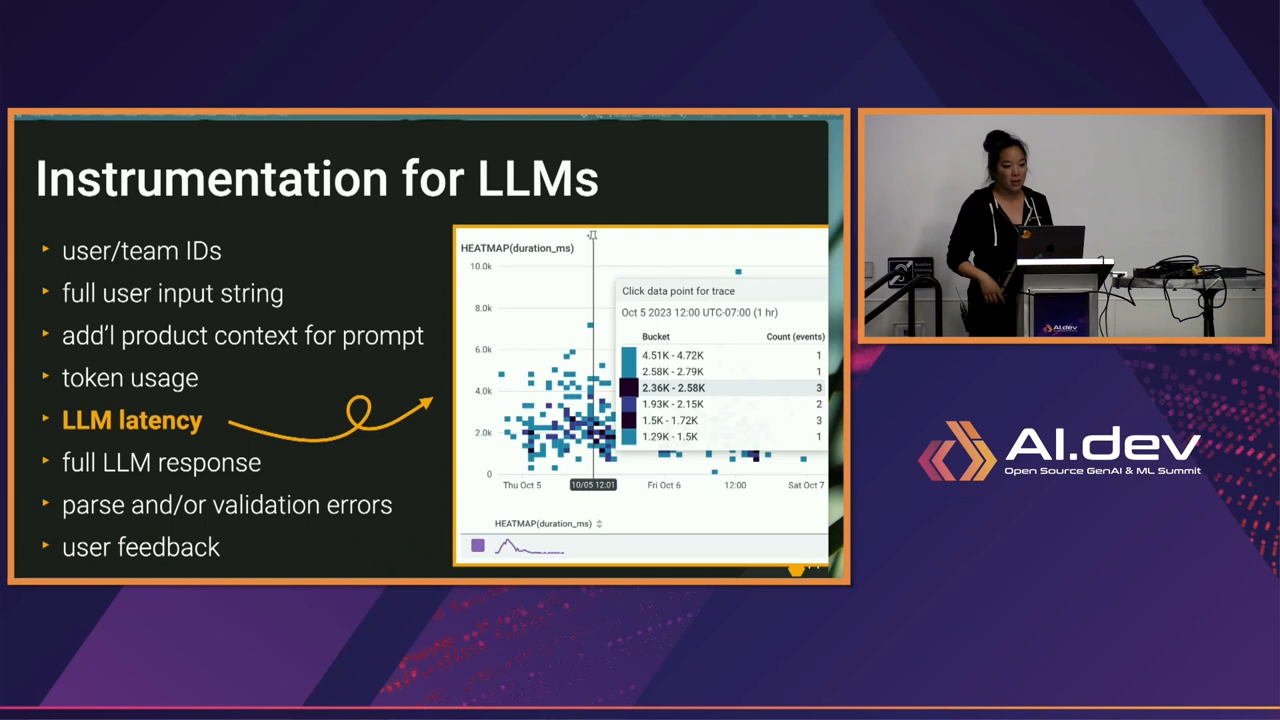 Instrumentation for LLMs
user/team IDs
full user input string
add'l product context for prompt
token usage
LLM latency
full LLM response
parse and/or validation errors
user feedback
HEATMAP(duration_ms)
10.0k
8.0k
6.0k
4.0k
2.0k
0
Thu Oct 5
10/05 12:01
Fri Oct 6
12:00
Sat Oct 7
Click data point for trace
Oct 5 2023 12:00 UTC-07:00 (1 hr)
Bucket Count (events)
4.51K - 4.72K 1
2.58K - 2.79K 1
2.36K - 2.58K 3
1.93K - 2.15K 2
1.5K - 1.72K 3
1.29K - 1.5K 1
HEATMAP(duration_ms)
AI.dev
AI.dev
Open Source GenAI & ML Summit